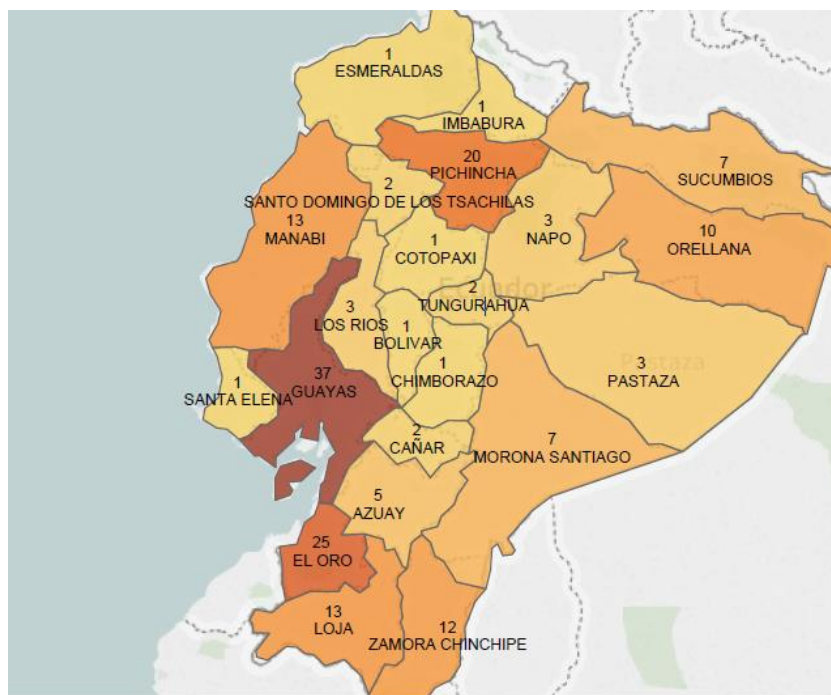 1
ESMERALDAS
1
IMBABURA
20
PICHINCHA
7
SUCUMBIOS
2
SANTO DOMINGO DE LOS TSACHILAS
13
MANABI
3
NAPO
10
ORELLANA
1
COTOPAXI
Ecuador
2
TUNGURAHUA
3
LOS RIOS
1
BOLIVAR
1
CHIMBORAZO
Pastaza
3
PASTAZA
37
GUAYAS
1
SANTA ELENA
2
CAÑAR
7
MORONA SANTIAGO
5
AZUAY
25
EL ORO
13
LOJA
12
ZAMORA CHINCHIPE